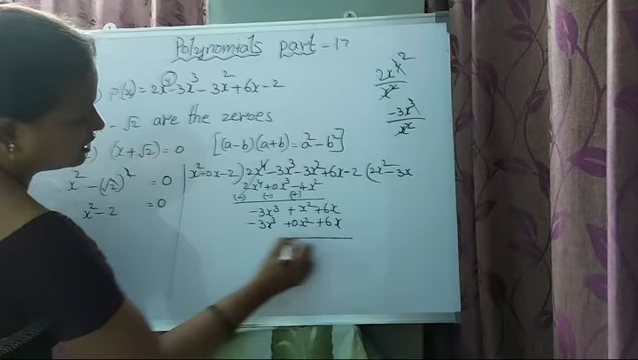 Polynomials part-17
) P(x) = 2x⁴-3x³-3x²+6x-2
- √2 are the zeroes
(x+√2)=0 [(a-b)(a+b)-a²-b²]
x²-(√2)² = 0
x²-2 = 0
x²+0x-2) 2x⁴-3x³-3x²+6x-2 (2x²-3x
2x⁴+0x³-4x²
(-) (-) (+)
-3x³+x²+6x
-3x³+0x²+6x
2x⁴²
x²
-3x³
x²